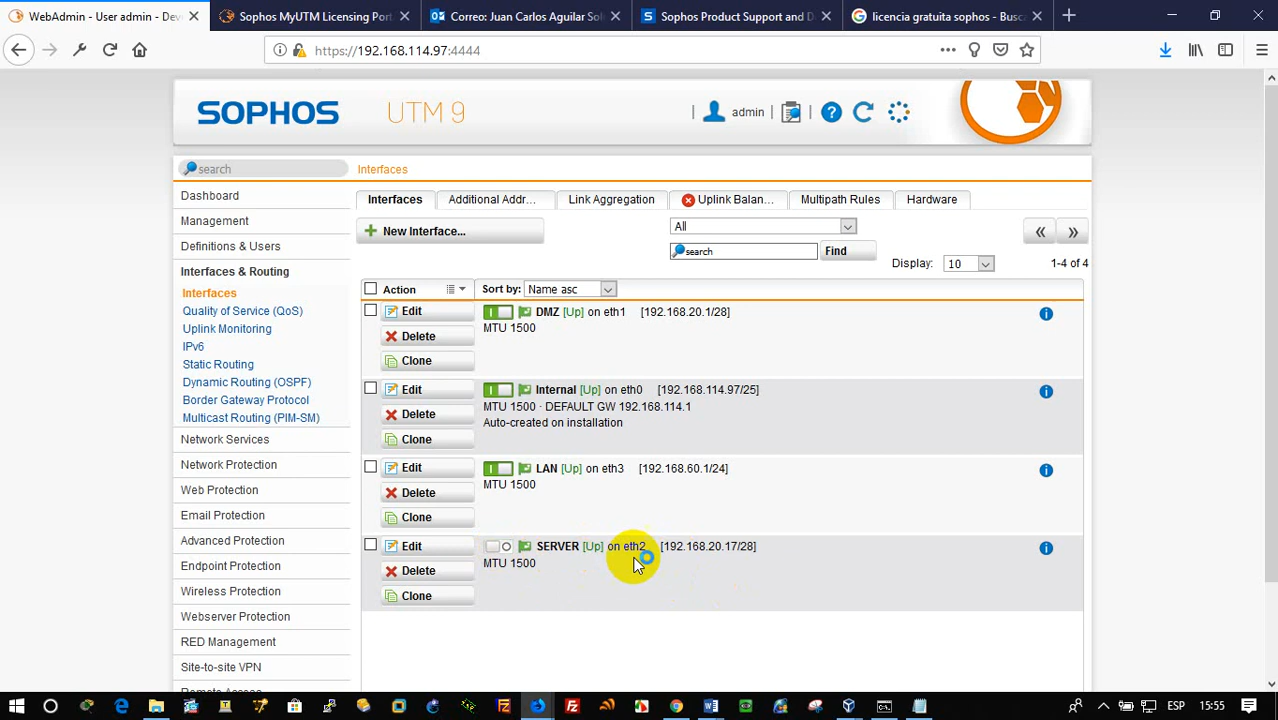 WebAdmin - User admin - Dev
Sophos MyUTM Licensing Port
Correo: Juan Carlos Aguilar Sol
Sophos Product Support and D
licencia gratuita sophos - Busc
https://192.168.114.97:4444
SOPHOS UTM 9
admin
search
Interfaces
Dashboard
Management
Definitions & Users
Interfaces & Routing
Interfaces
Quality of Service (QoS)
Uplink Monitoring
IPv6
Static Routing
Dynamic Routing (OSPF)
Border Gateway Protocol
Multicast Routing (PIM-SM)
Network Services
Network Protection
Web Protection
Email Protection
Advanced Protection
Endpoint Protection
Wireless Protection
Webserver Protection
RED Management
Site-to-site VPN
Remote Access
Interfaces
Additional Addr...
Link Aggregation
Uplink Balan...
Multipath Rules
Hardware
New Interface...
All
search
Find
Display: 10
1-4 of 4
Action
Sort by: Name asc
Edit
DMZ [Up] on eth1 [192.168.20.1/28]
MTU 1500
Delete
Clone
Edit
Internal [Up] on eth0 [192.168.114.97/25]
MTU 1500 · DEFAULT GW 192.168.114.1
Delete
Auto-created on installation
Clone
Edit
LAN [Up] on eth3 [192.168.60.1/24]
MTU 1500
Delete
Clone
Edit
SERVER [Up] on eth2 [192.168.20.17/28]
MTU 1500
Delete
Clone
ESP
15:55